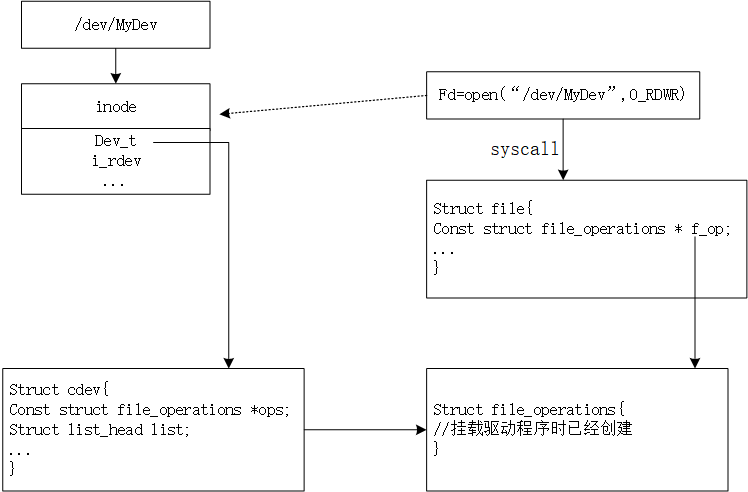 /dev/MyDev
inode
Dev_t
i_rdev
...
Fd=open(“/dev/MyDev”,O_RDWR)
syscall
Struct file{
Const struct file_operations * f_op;
...
}
Struct cdev{
Const struct file_operations *ops;
Struct list_head list;
...
}
Struct file_operations{
//挂载驱动程序时已经创建
}